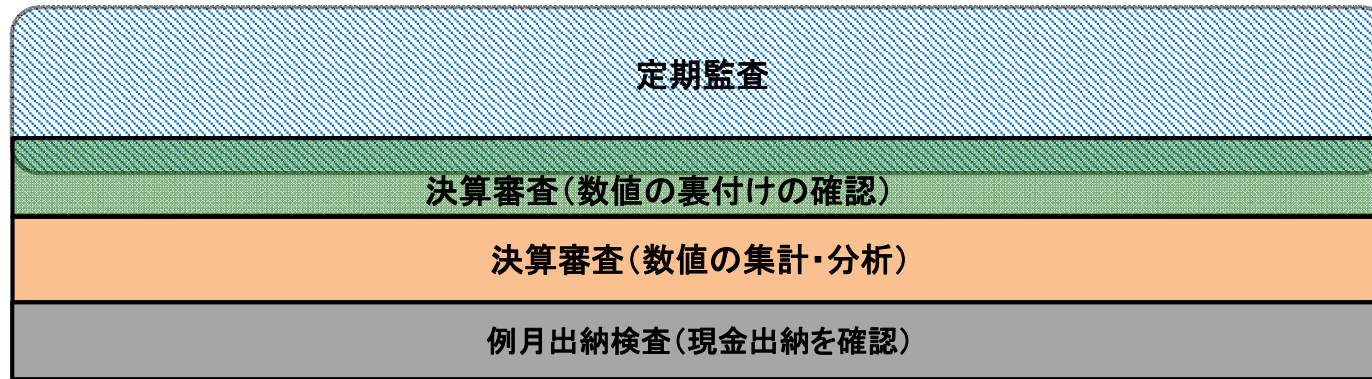 定期監査
決算審査（数値の裏付けの確認）
決算審査（数値の集計・分析）
例月出納検査（現金出納を確認）